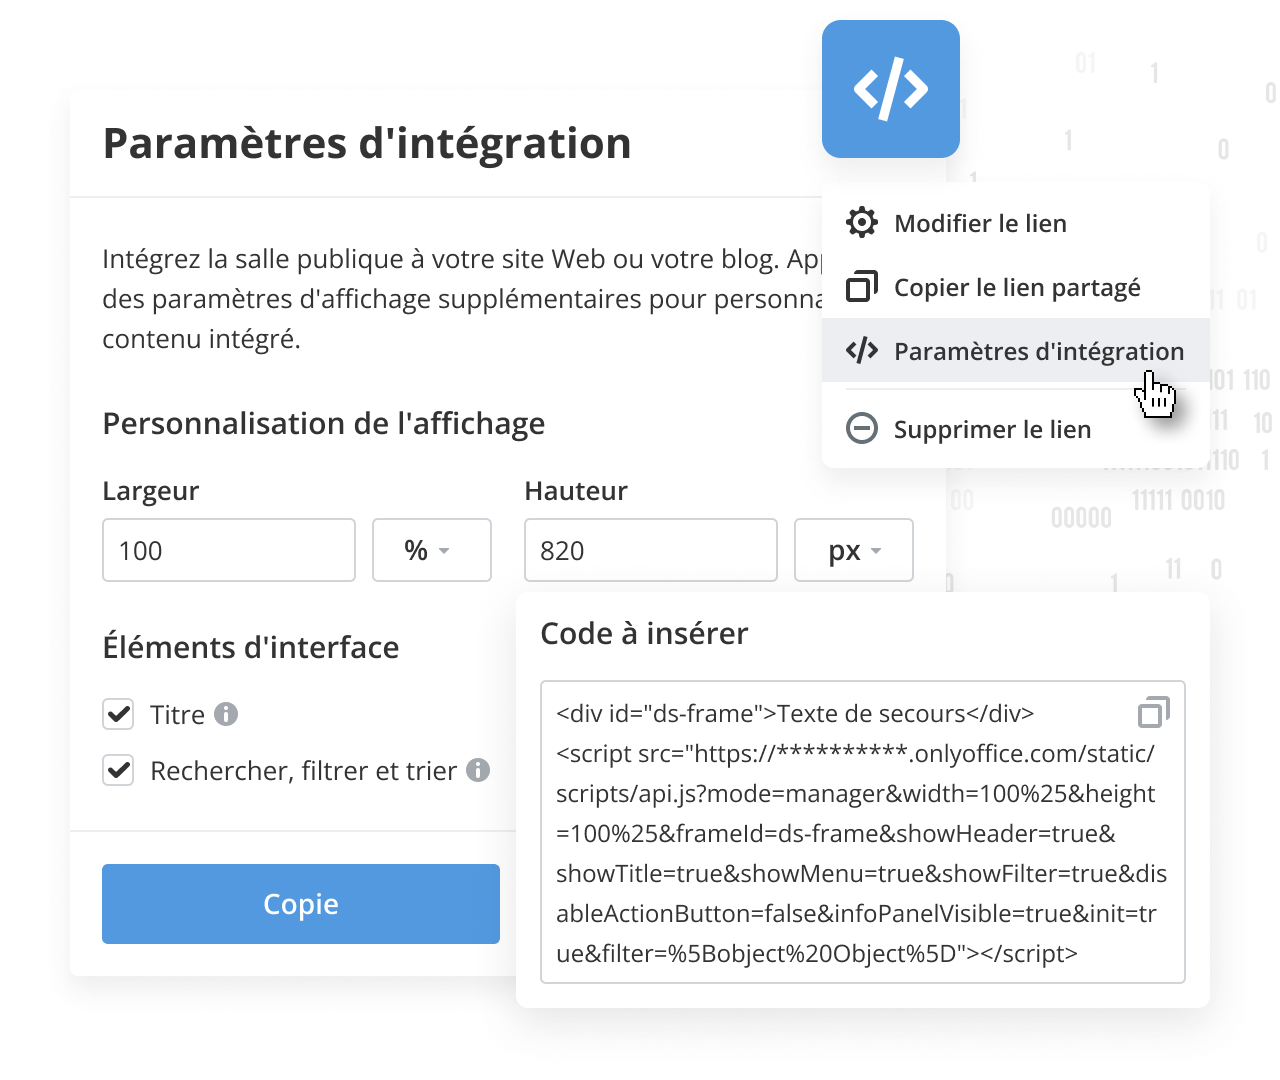 Paramètres d'intégration
Intégrez la salle publique à votre site Web ou votre blog.
des paramètres d'affichage supplémentaires pour
contenu intégré.
Personnalisation de l'affichage
Largeur
Hauteur
100
%
820
px
Éléments d'interface
Titre
Rechercher, filtrer et trier
Copie
</>
Modifier le lien
Copier le lien partagé
</> Paramètres d'intégration
Supprimer le lien
Code à insérer
<div id="ds-frame">Texte de secours</div>
<script src="https://**********.onlyoffice.com/static/
scripts/api.js?mode=manager&width=100%25&height
=100%25&frameId=ds-frame&showHeader=true&
showTitle=true&showMenu=true&showFilter=true&dis
ableActionButton=false&infoPanelVisible=true&init=tr
ue&filter=%5Bobject%20Object%5D"></script>
01
1
0
1
0
1
0
11 01
101 110
11 10
110 1
00
11111 0010
00000
11 0
1